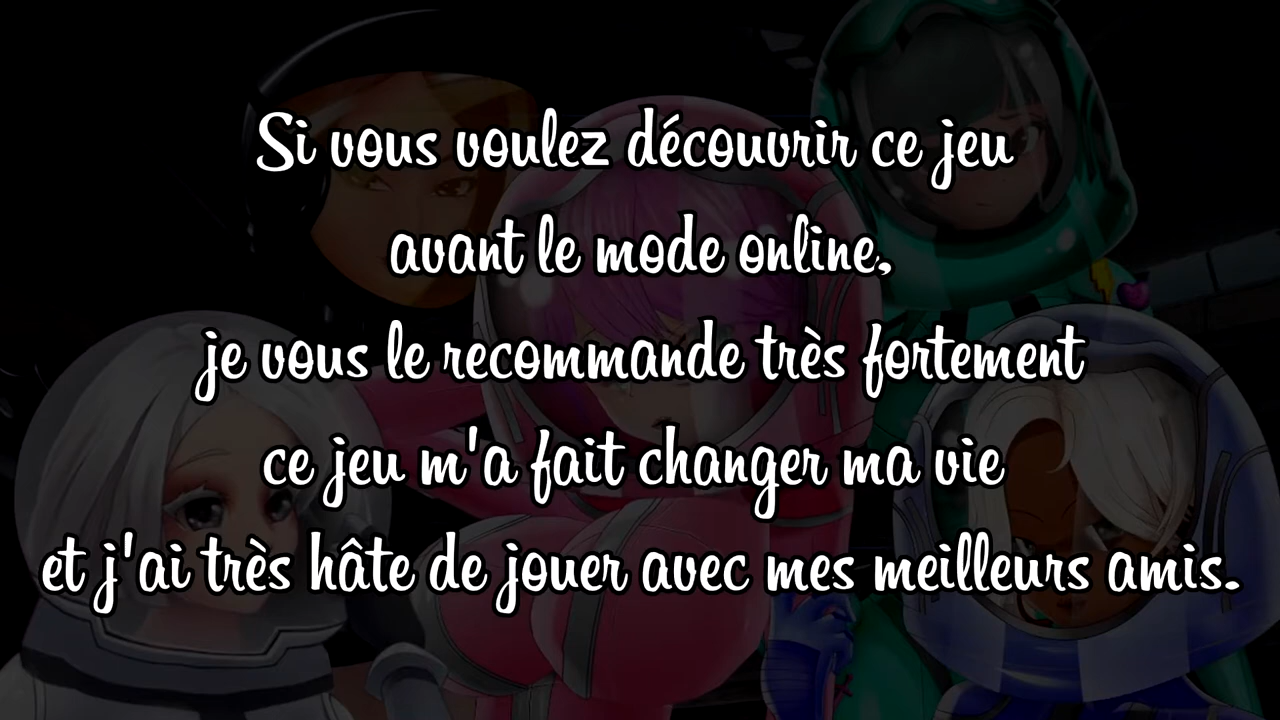 Si vous voulez découvrir ce jeu
avant le mode online,
je vous le recommande très fortement
ce jeu m'a fait changer ma vie
et j'ai très hâte de jouer avec mes meilleurs amis.